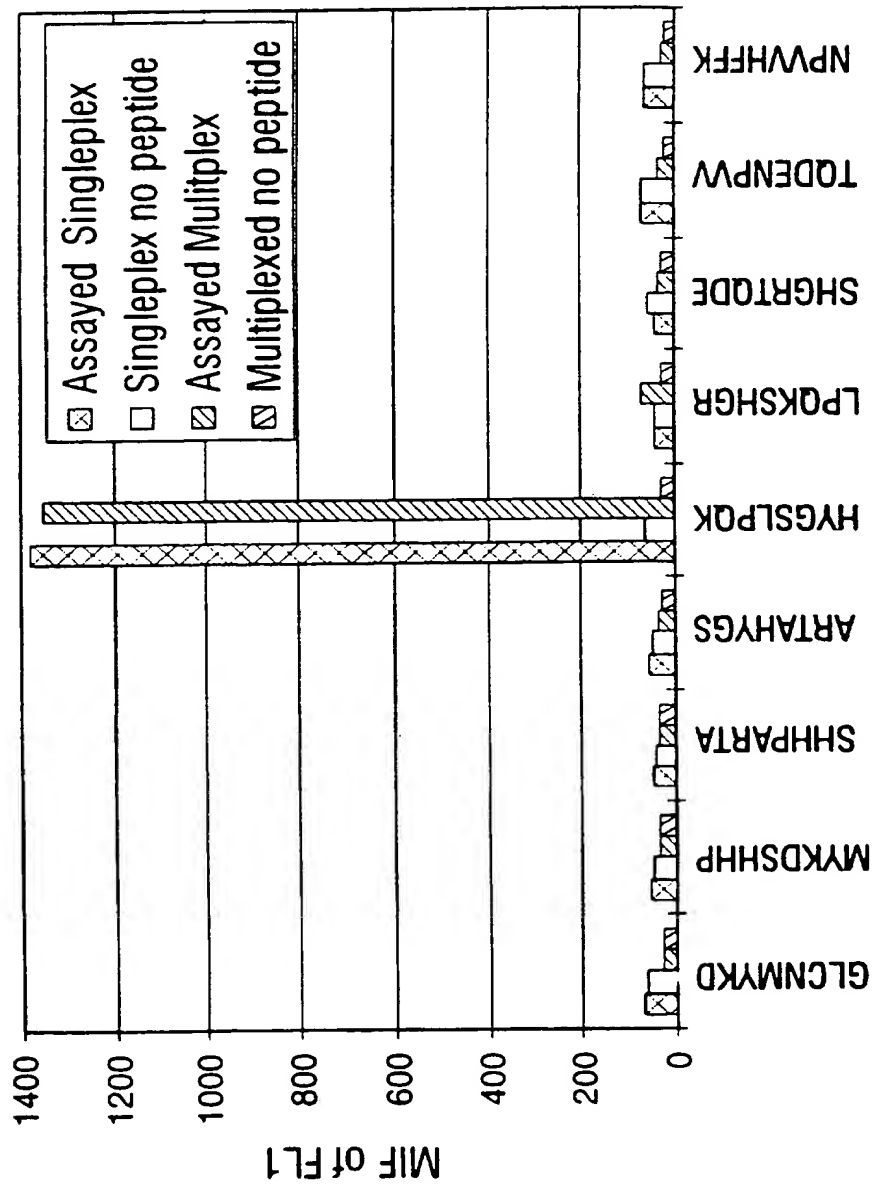 MIF of FL1
1400
1200
1000
800
600
400
200
0
Assayed Singleplex
Singleplex no peptide
Assayed Mulitplex
Multiplexed no peptide
GLCNMYKD
MYKDSHHP
SHHPARTA
ARTAHYGS
HYGSLPQK
LPQKSHGR
SHGRTQDE
TQDENPVV
NPVVHFFK